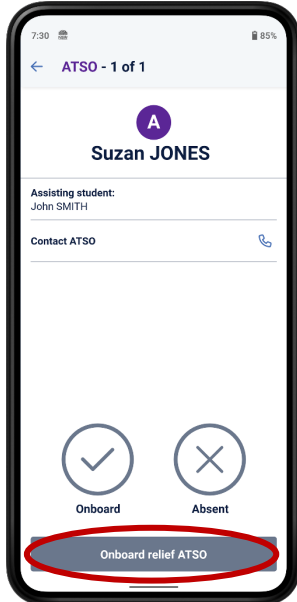 7:30 85%
ATSO - 1 of 1
A
Suzan JONES
Assisting student:
John SMITH
Contact ATSO
Onboard Absent
Onboard relief ATSO